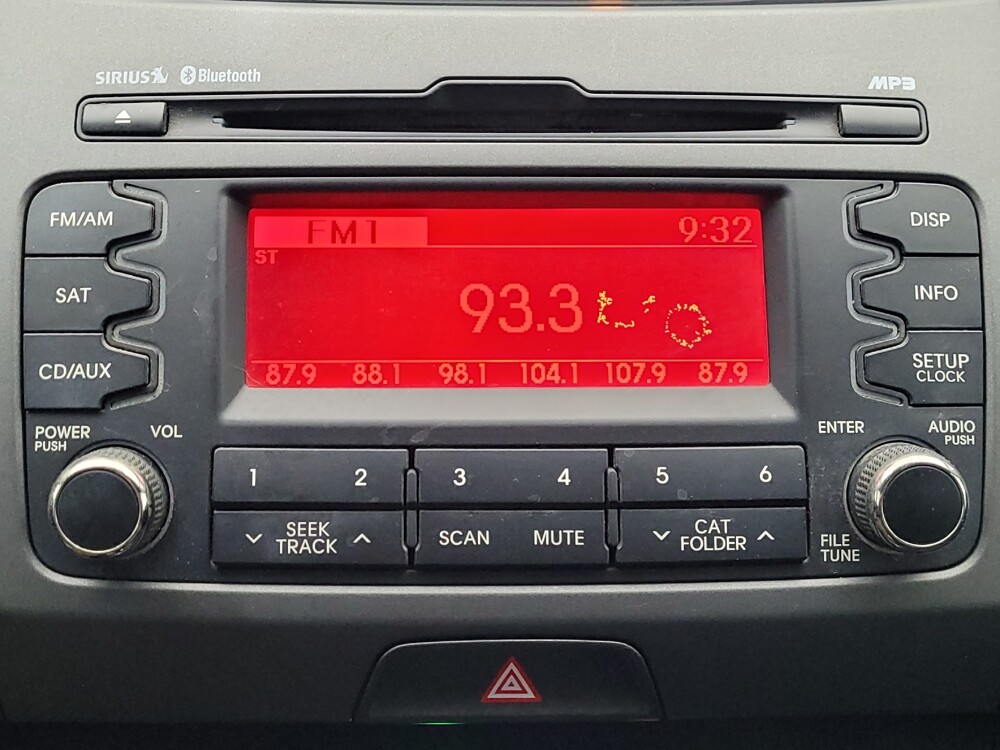 SIRIUS Bluetooth MP3
FM/AM
SAT
CD/AUX
FM1 9:32
ST
93.3
87.9 88.1 98.1 104.1 107.9 87.9
DISP
INFO
SETUP
CLOCK
POWER
PUSH
VOL
ENTER
AUDIO
PUSH
1 2 3 4 5 6
SEEK
TRACK
SCAN
MUTE
CAT
FOLDER
FILE
TUNE